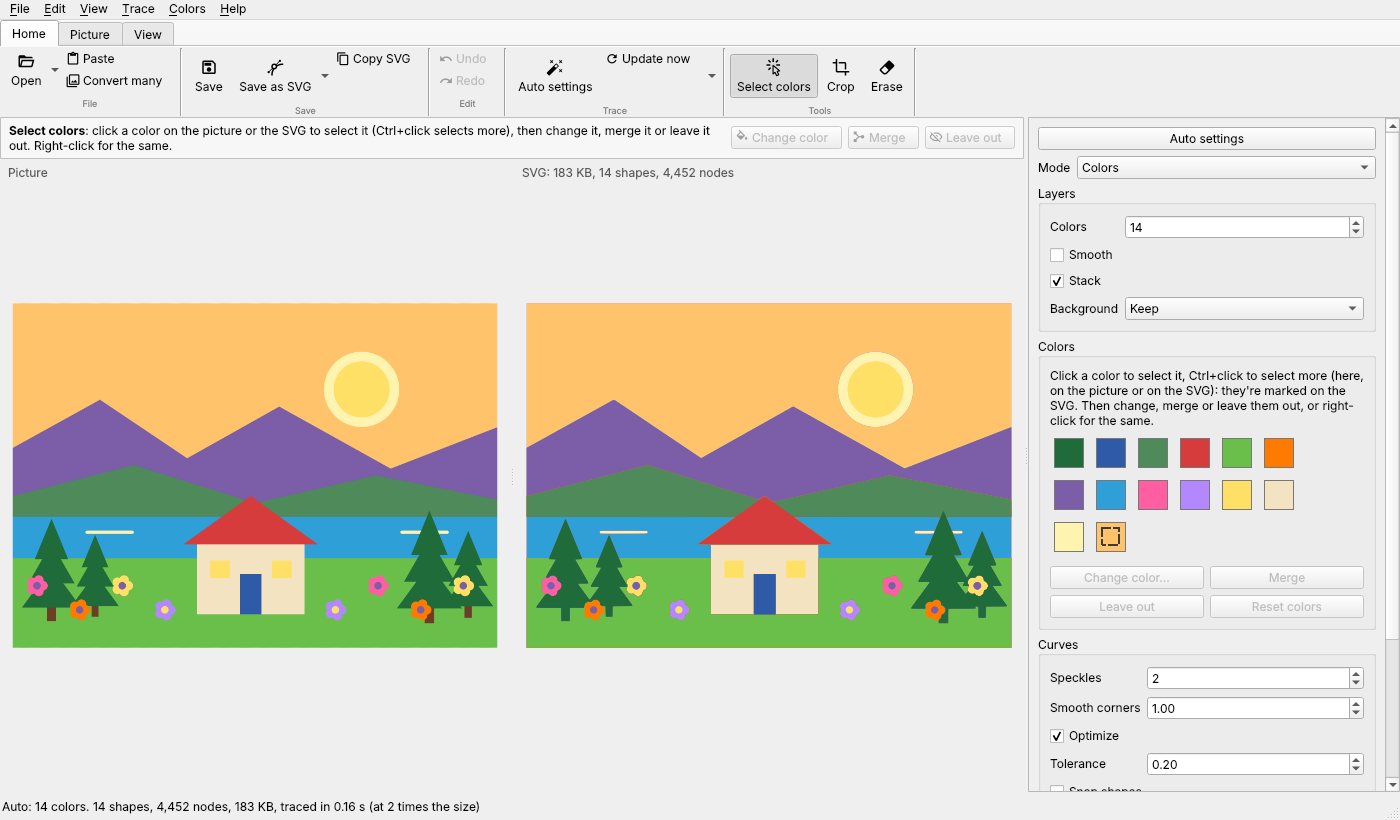 File Edit View Trace Colors Help
Home Picture View
Open
Paste
Convert many
File
Save
Save as SVG
Copy SVG
Save
Undo
Redo
Edit
Auto settings
Update now
Trace
Select colors
Crop
Erase
Tools
Select colors: click a color on the picture or the SVG to select it (Ctrl+click selects more), then change it, merge it or leave it
out. Right-click for the same.
Change color
Merge
Leave out
Picture
SVG: 183 KB, 14 shapes, 4,452 nodes
Auto settings
Mode Colors
Layers
Colors 14
Smooth
Stack
Background Keep
Colors
Click a color to select it, Ctrl+click to select more (here,
on the picture or on the SVG): they're marked on the
SVG. Then change, merge or leave them out, or right-
click for the same.
Change color... Merge
Leave out Reset colors
Curves
Speckles 2
Smooth corners 1.00
Optimize
Tolerance 0.20
Snap shapes
Auto: 14 colors. 14 shapes, 4,452 nodes, 183 KB, traced in 0.16 s (at 2 times the size)